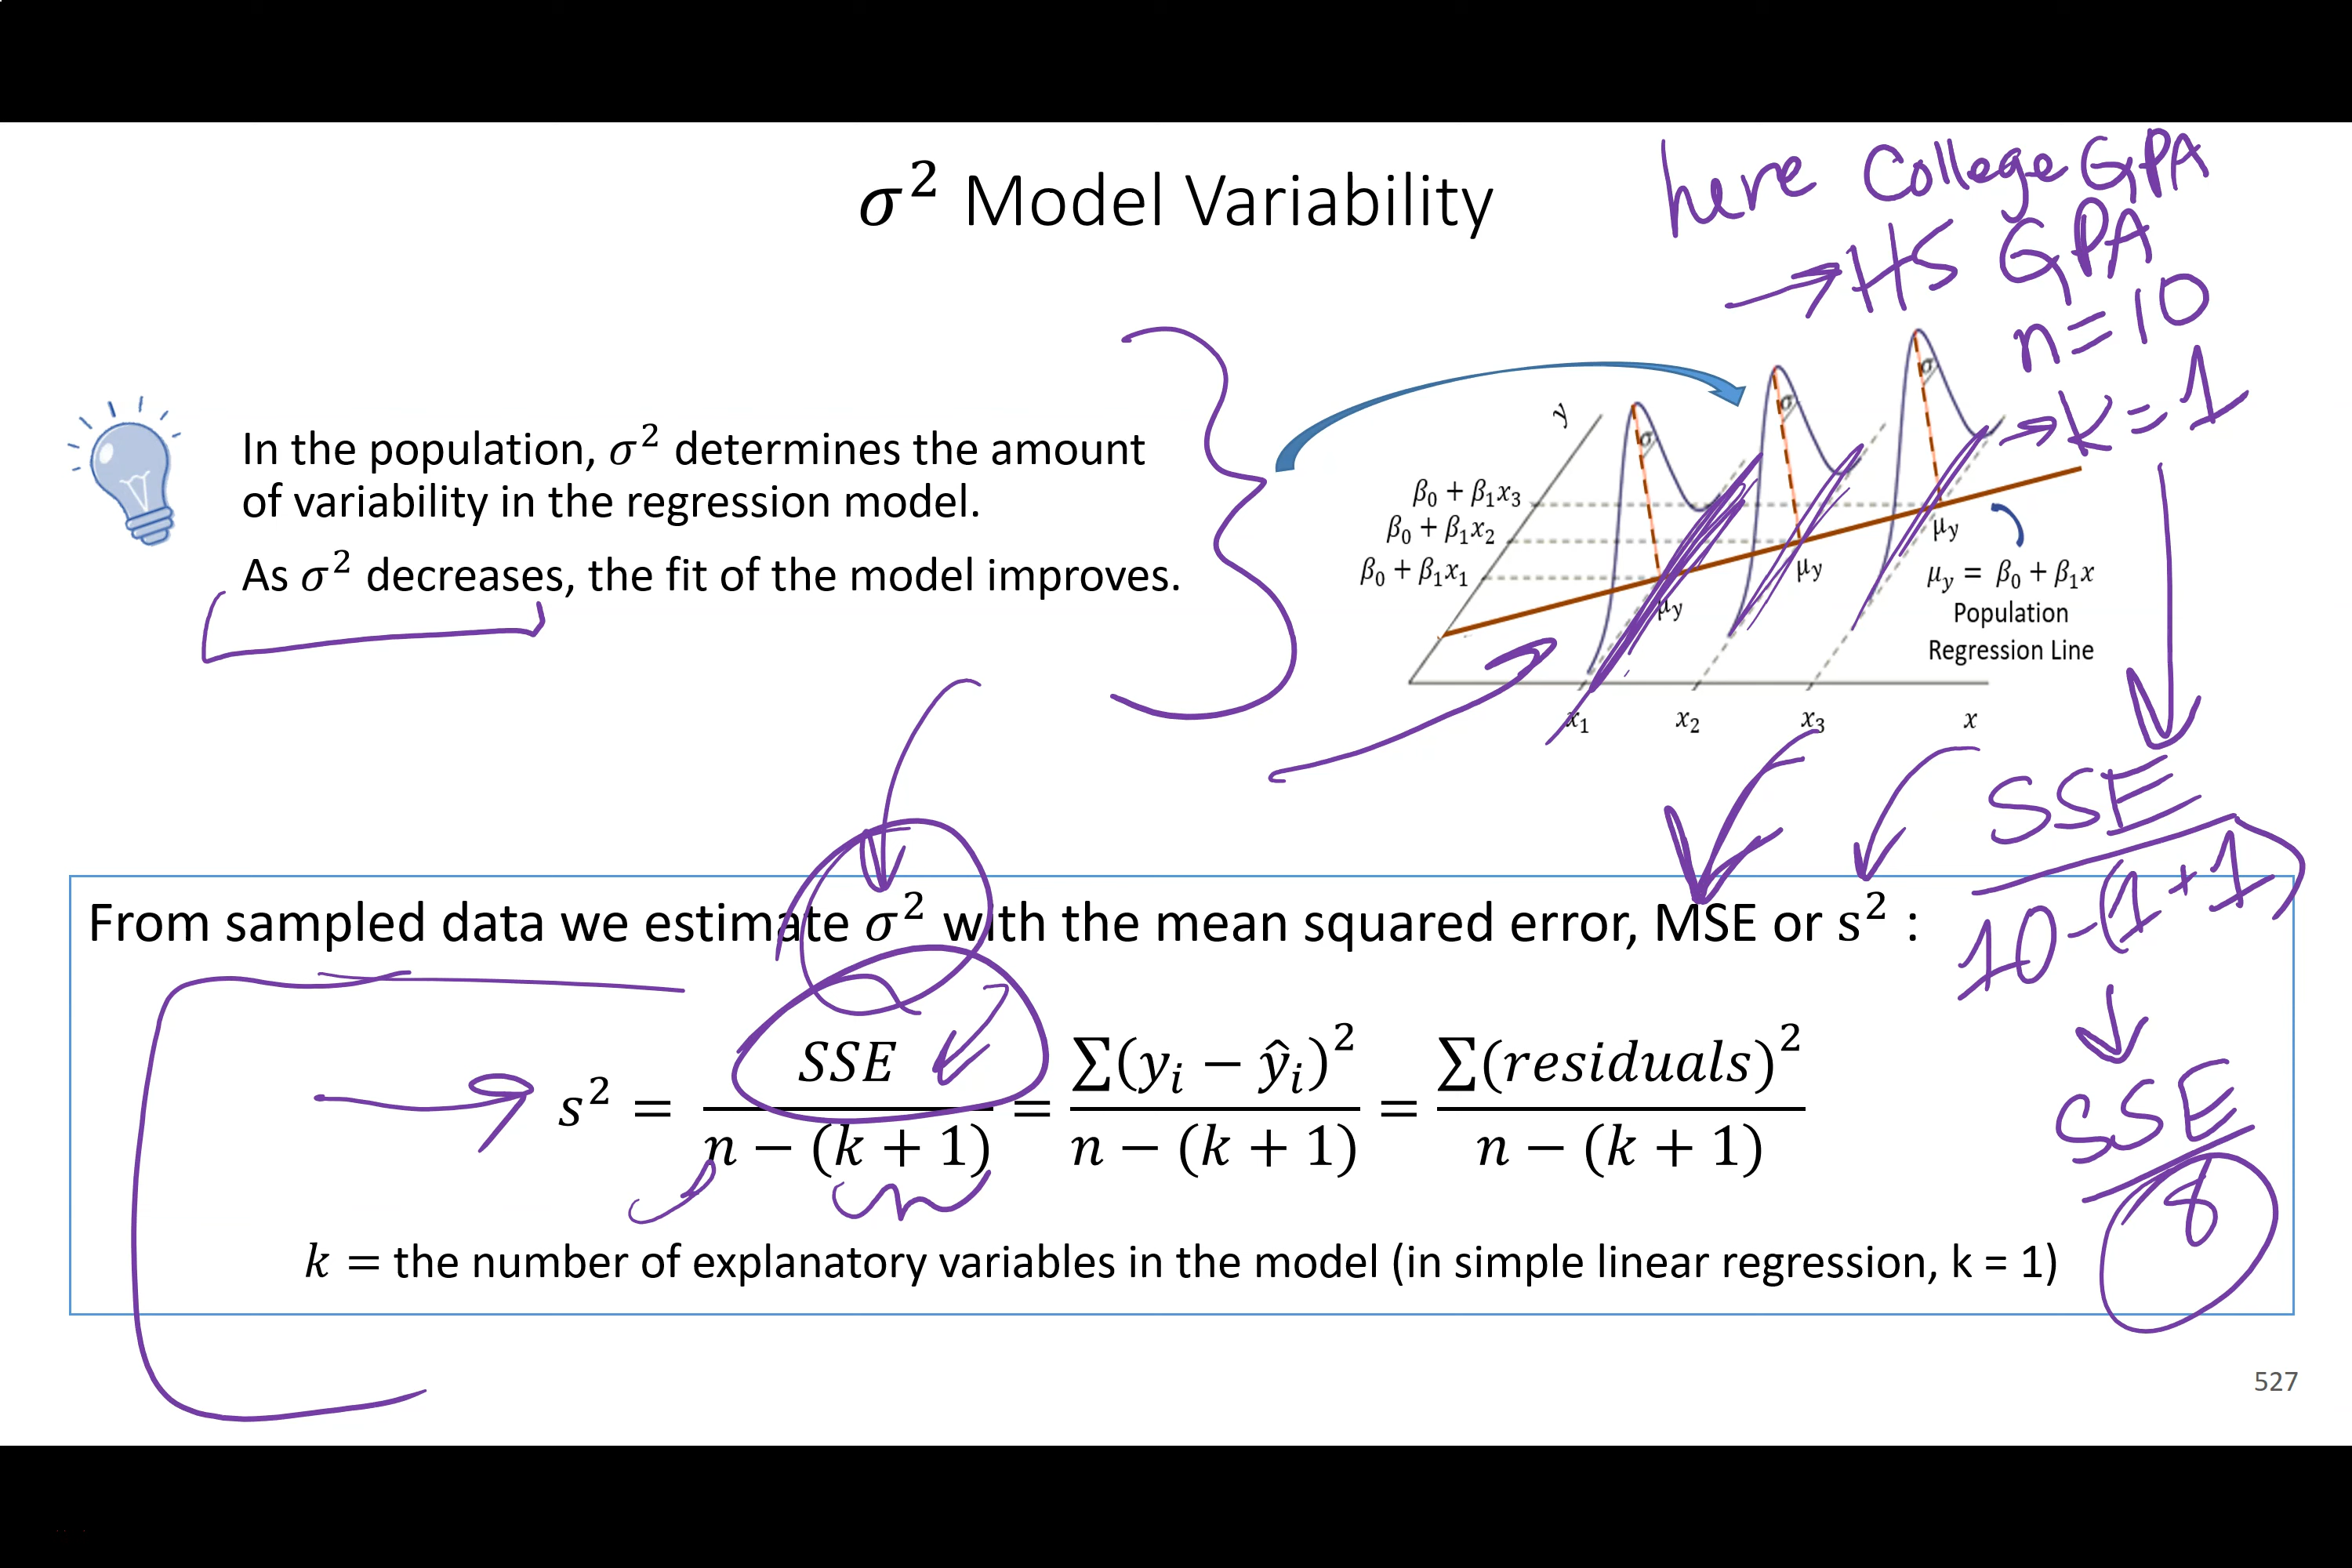 σ² Model Variability
here College GPA
→ HS GPA
n = 10
→ k = 1
In the population, σ² determines the amount
of variability in the regression model.
As σ² decreases, the fit of the model improves.
y
σ
σ
σ
β₀ + β₁x₃
β₀ + β₁x₂
β₀ + β₁x₁
μy
μy
μy
μy = β₀ + β₁x
Population
Regression Line
x₁ x₂ x₃ x
SSE
10 - (1 + 1)
SSE
8
From sampled data we estimate σ² with the mean squared error, MSE or s² :
s² = SSE / n − (k + 1) = ∑(yᵢ − ŷᵢ)² / n − (k + 1) = ∑(residuals)² / n − (k + 1)
k = the number of explanatory variables in the model (in simple linear regression, k = 1)
527